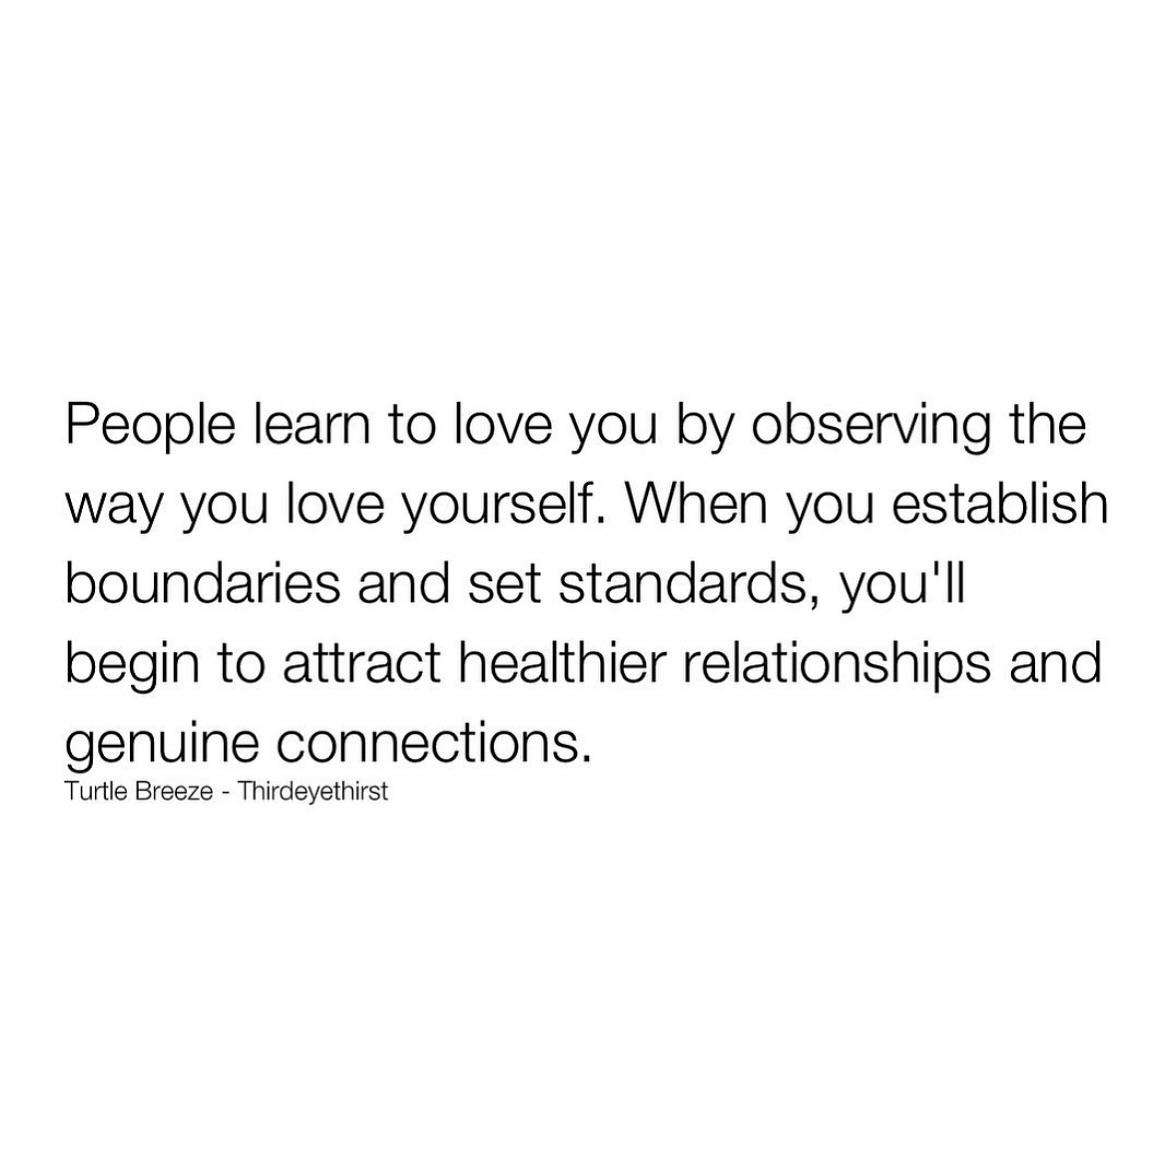 People learn to love you by observing the
way you love yourself. When you establish
boundaries and set standards, you'll
begin to attract healthier relationships and
genuine connections.
Turtle Breeze - Thirdeyethirst